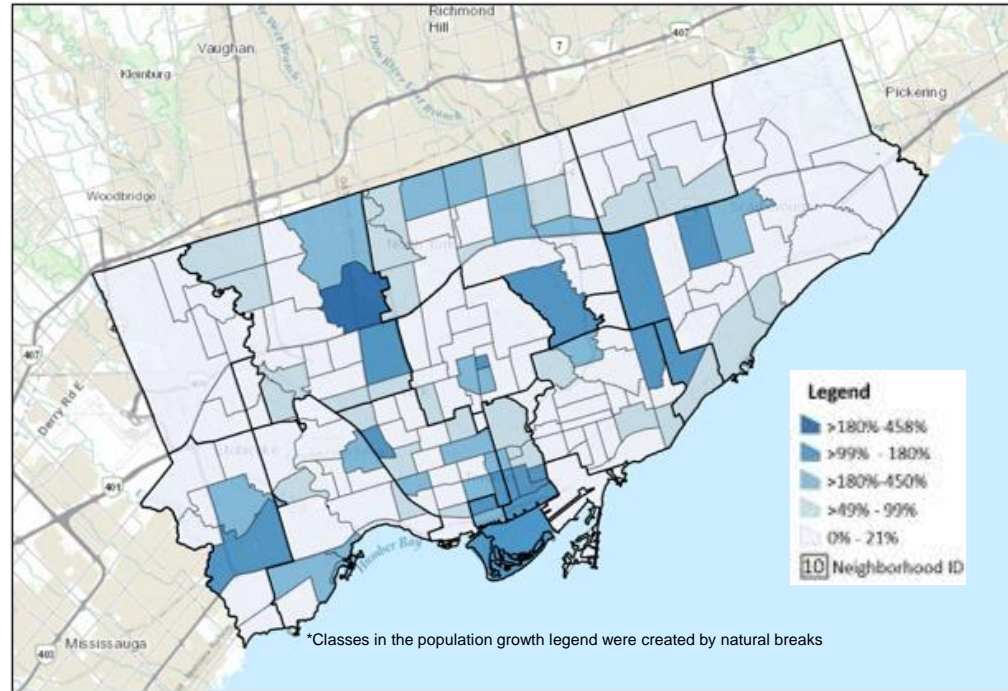 Richmond
Hill
407
7
Vaughan
Kleinburg
Pickering
Woodbridge
407
Derry Rd E
401
Humber Bay
Legend
>180%-458%
>99% - 180%
>180%-450%
>49% - 99%
0% - 21%
10 Neighborhood ID
*Classes in the population growth legend were created by natural breaks
Mississauga
403